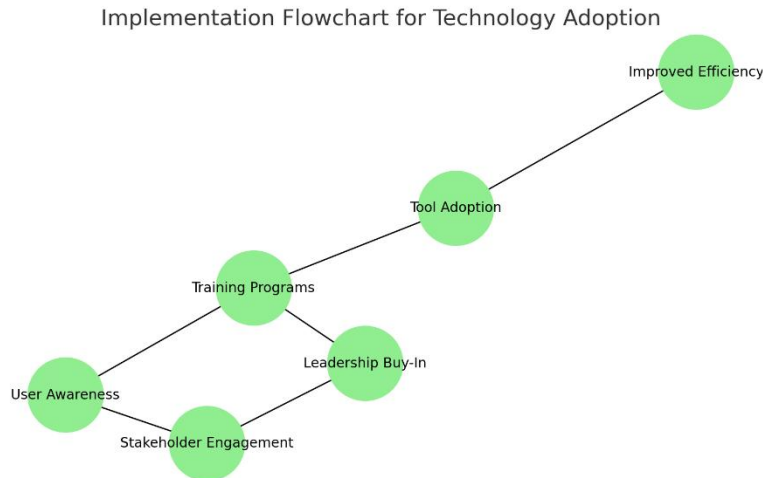 Implementation Flowchart for Technology Adoption
Improved Efficiency
Tool Adoption
Training Programs
Leadership Buy-In
User Awareness
Stakeholder Engagement